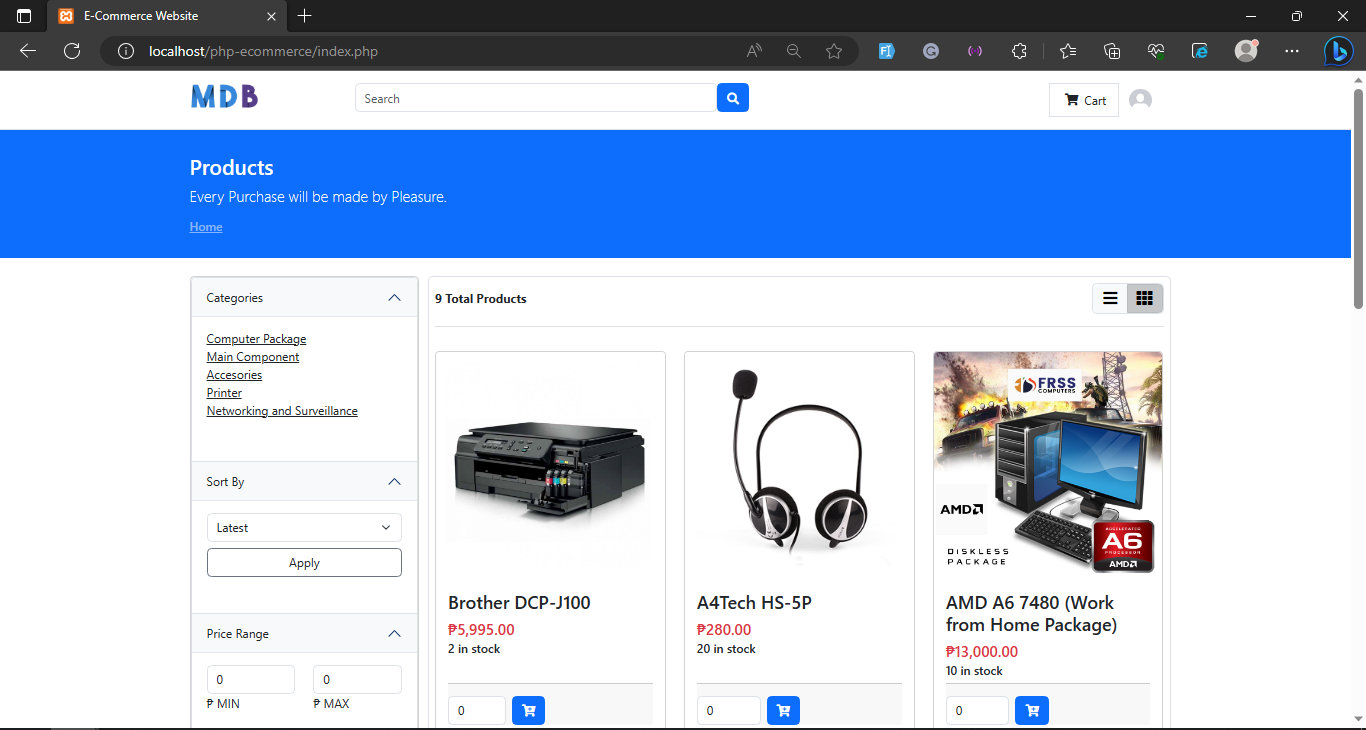 E-Commerce Website
localhost/php-ecommerce/index.php
MDB
Search
Cart
Products
Every Purchase will be made by Pleasure.
Home
Categories
Computer Package
Main Component
Accesories
Printer
Networking and Surveillance
Sort By
Latest
Apply
Price Range
0
0
₱ MIN
₱ MAX
9 Total Products
Brother DCP-J100
₱5,995.00
2 in stock
0
A4Tech HS-5P
₱280.00
20 in stock
0
FRSS
COMPUTERS
AMD
DISKLESS
PACKAGE
ACCELERATED
A6
PROCESSOR
AMD
AMD A6 7480 (Work
from Home Package)
₱13,000.00
10 in stock
0